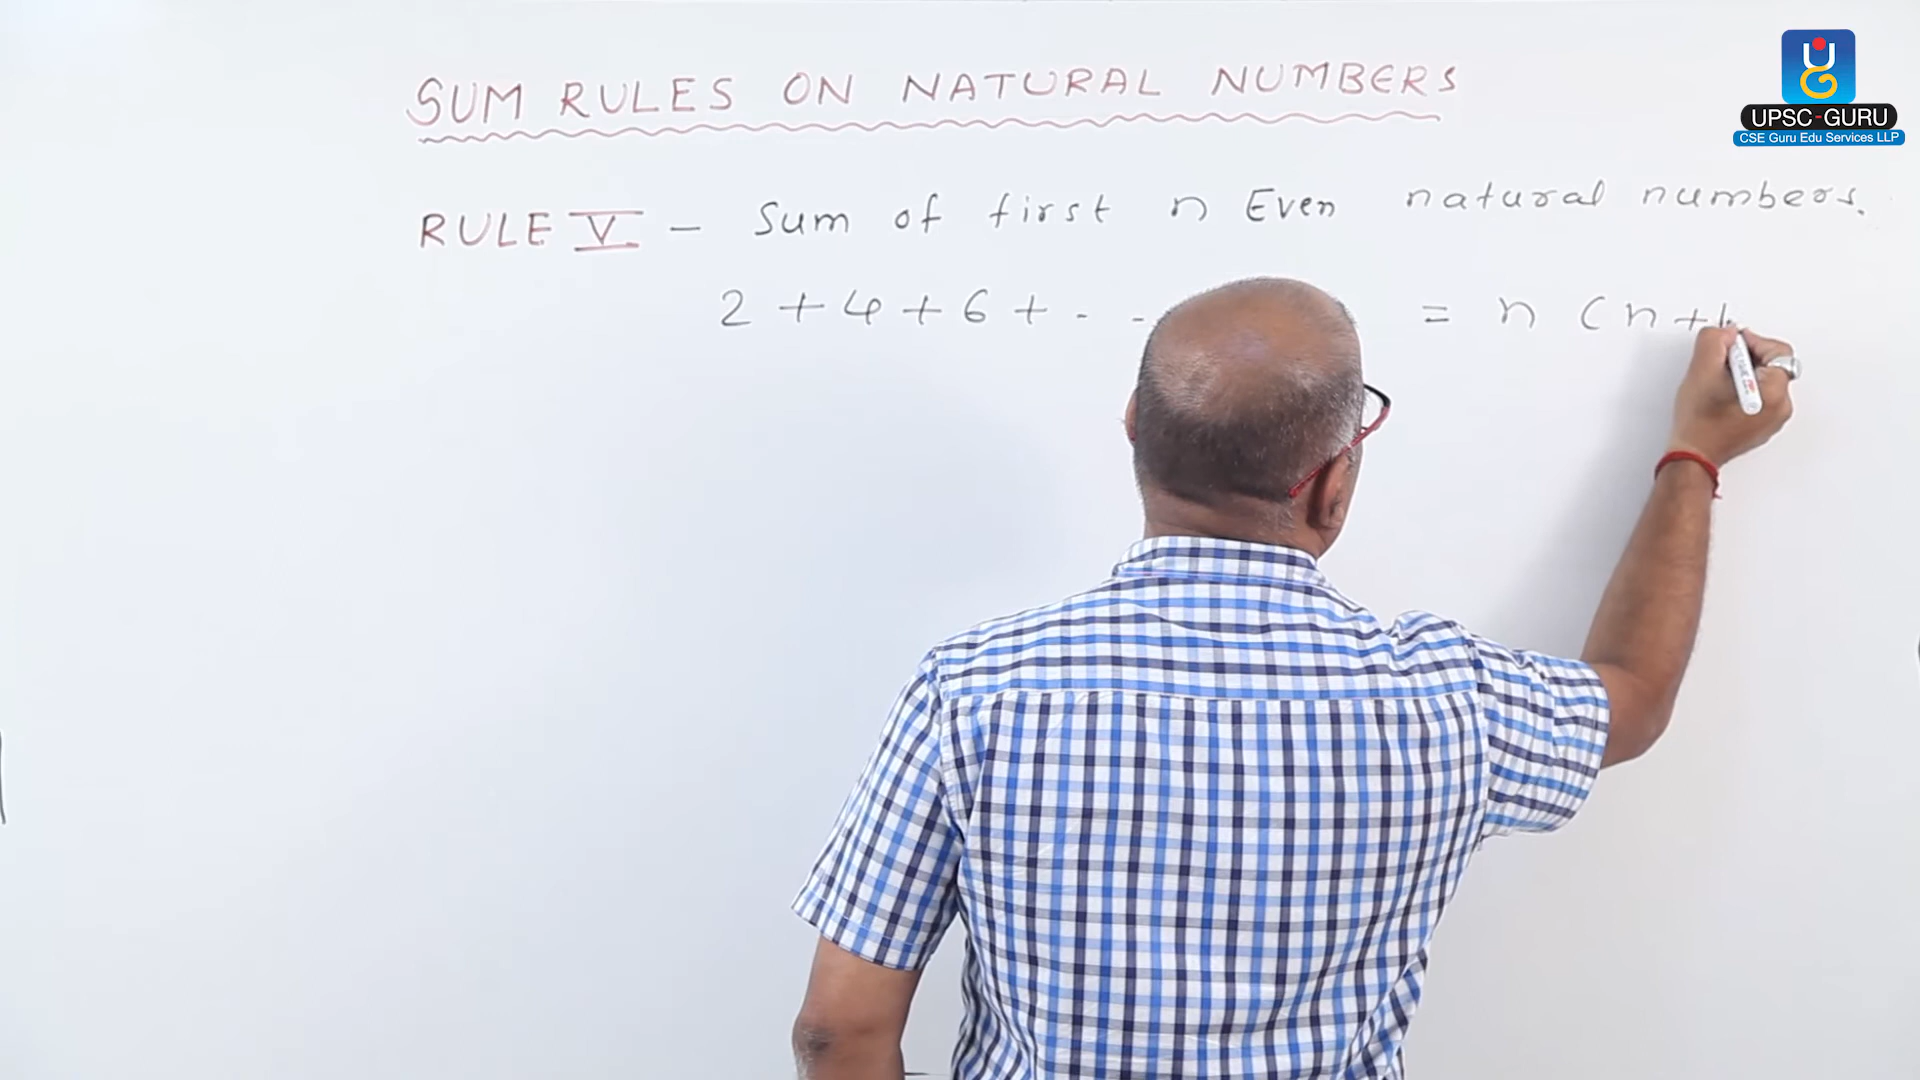 SUM RULES ON NATURAL NUMBERS
UPSC-GURU
CSE Guru Edu Services LLP
RULE V - Sum of first n Even natural numbers.
2 + 4 + 6 + . . = n ( n +